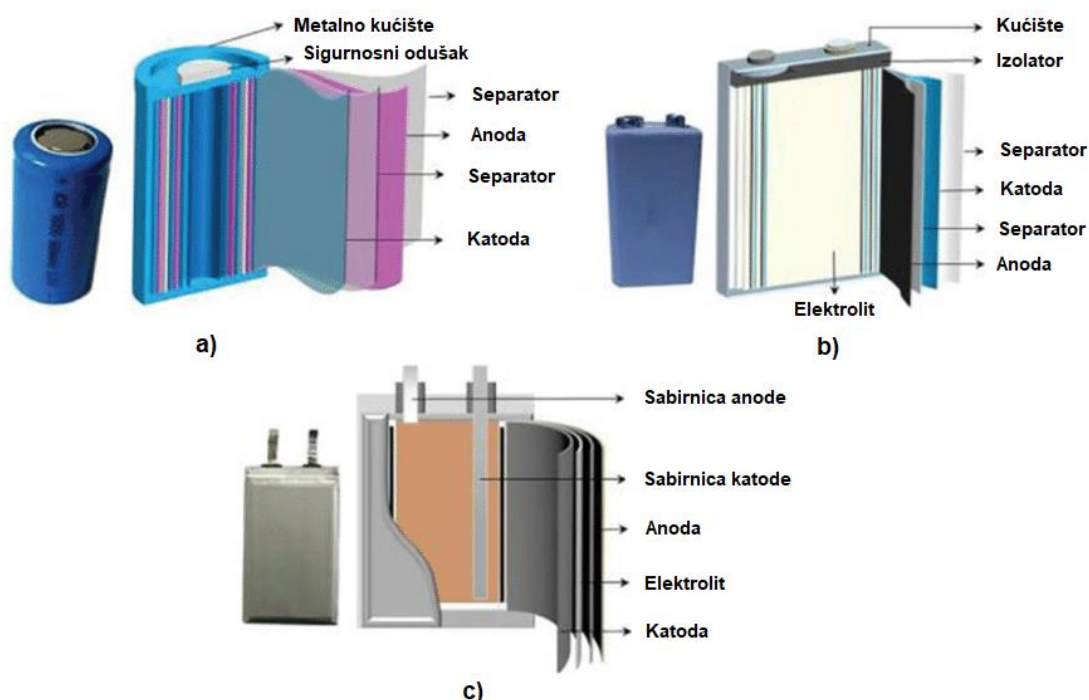 Metalno kućište
Sigurnosni odušak
Separator
Anoda
Separator
Katoda
a)
Kućište
Izolator
Separator
Katoda
Separator
Anoda
Elektrolit
b)
Sabirnica anode
Sabirnica katode
Anoda
Elektrolit
Katoda
c)